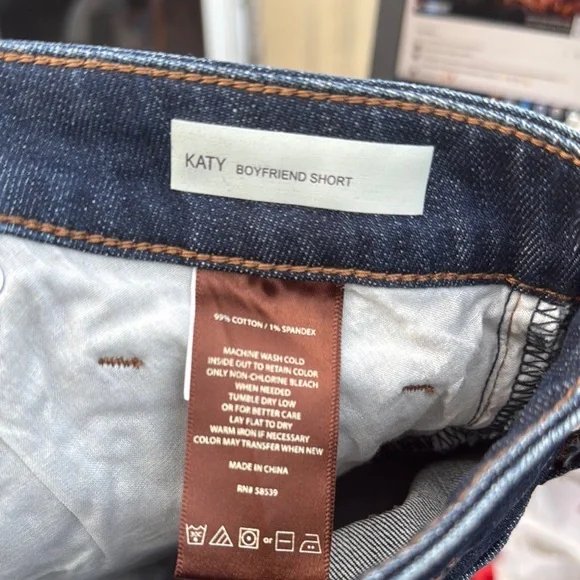 KATY BOYFRIEND SHORT
99% COTTON / 1% SPANDEX
MACHINE WASH COLD
INSIDE OUT TO RETAIN COLOR
ONLY NON-CHLORINE BLEACH
WHEN NEEDED
TUMBLE DRY LOW
OR FOR BETTER CARE
LAY FLAT TO DRY
WARM IRON IF NECESSARY
COLOR MAY TRANSFER WHEN NEW
MADE IN CHINA
RN# 58539
or